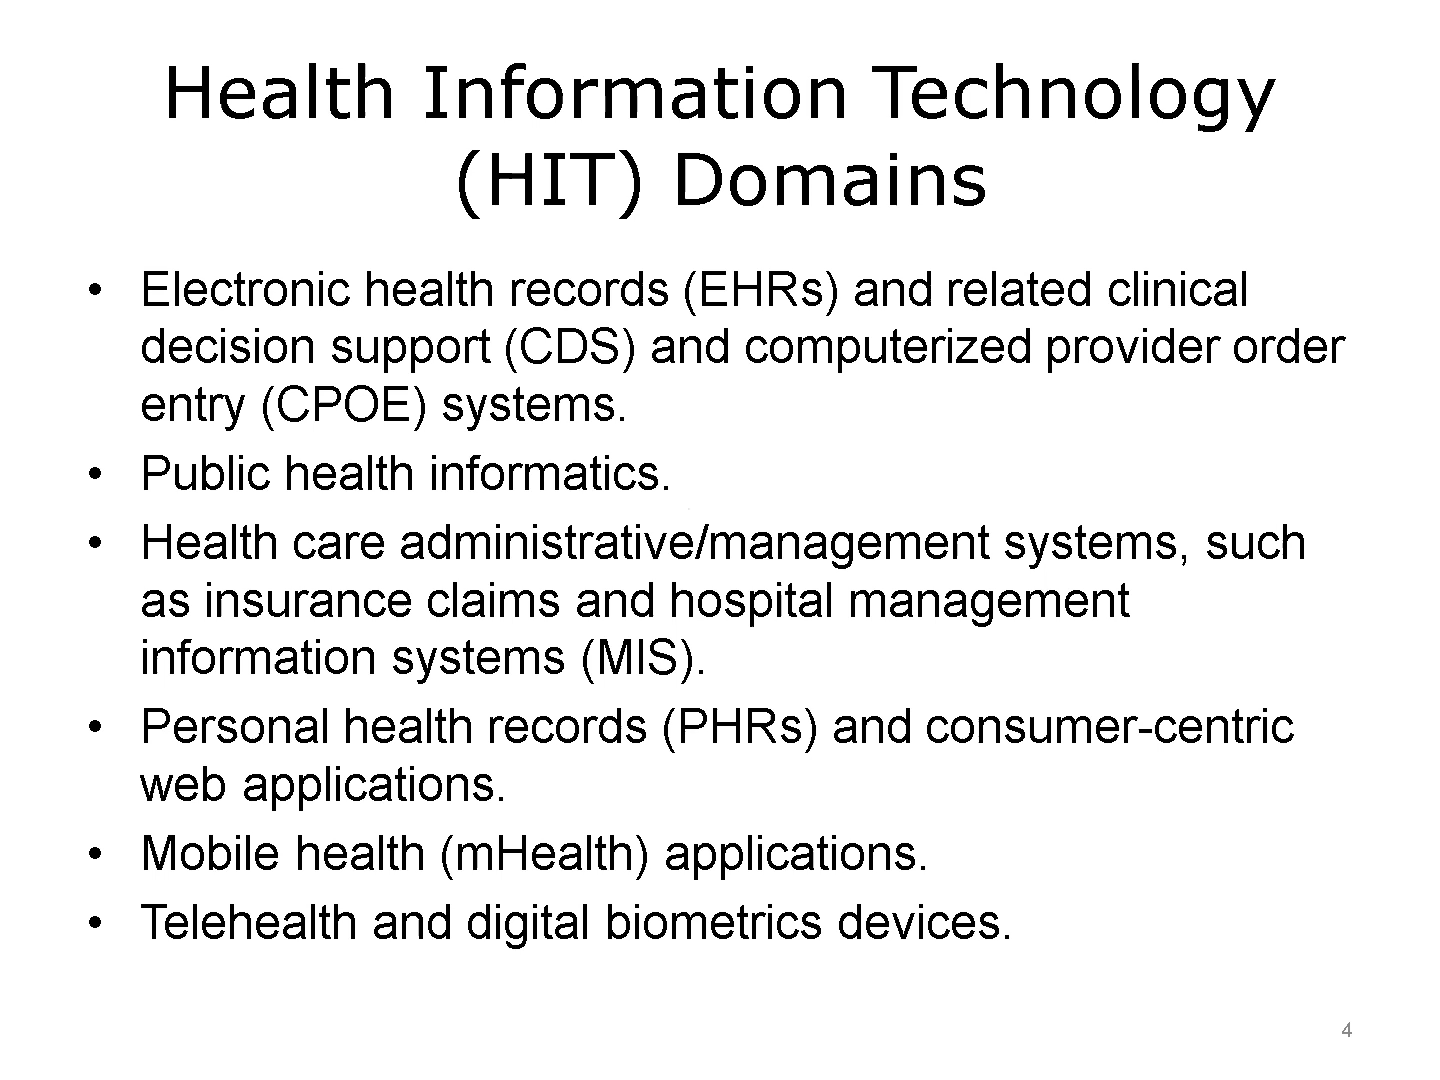 Health Information Technology
(HIT) Domains
• Electronic health records (EHRs) and related clinical
decision support (CDS) and computerized provider order
entry (CPOE) systems.
• Public health informatics.
• Health care administrative/management systems, such
as insurance claims and hospital management
information systems (MIS).
• Personal health records (PHRs) and consumer-centric
web applications.
• Mobile health (mHealth) applications.
• Telehealth and digital biometrics devices.
4